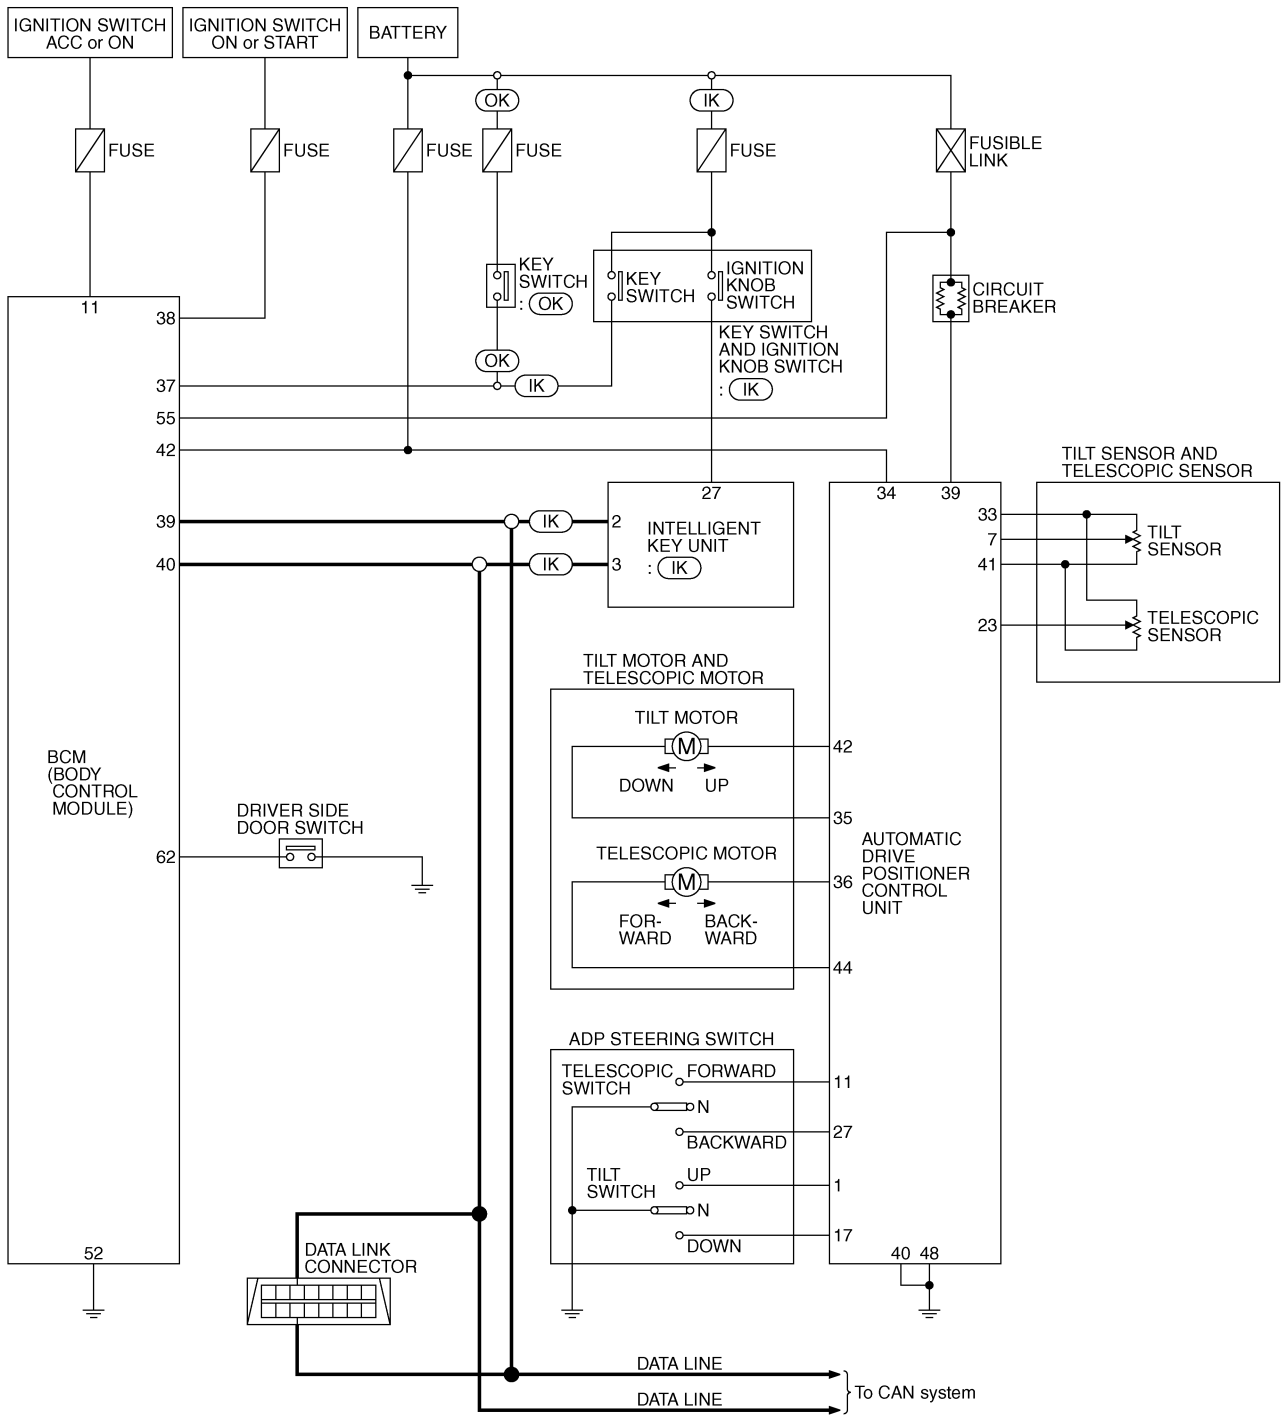 IGNITION SWITCH
ACC or ON
IGNITION SWITCH
ON or START
BATTERY
OK
IK
FUSE
FUSE
FUSE
FUSE
FUSE
FUSIBLE
LINK
KEY
SWITCH
: OK
KEY
SWITCH
IGNITION
KNOB
SWITCH
CIRCUIT
BREAKER
11
38
KEY SWITCH
AND IGNITION
KNOB SWITCH
: IK
OK
37
IK
55
42
TILT SENSOR AND
TELESCOPIC SENSOR
27
34
39
39
IK
2
INTELLIGENT
KEY UNIT
: IK
40
IK
3
33
7
41
23
TILT
SENSOR
TELESCOPIC
SENSOR
TILT MOTOR AND
TELESCOPIC MOTOR
TILT MOTOR
M
42
DOWN
UP
35
BCM
(BODY
CONTROL
MODULE)
DRIVER SIDE
DOOR SWITCH
62
TELESCOPIC MOTOR
M
36
FOR-
WARD
BACK-
WARD
44
AUTOMATIC
DRIVE
POSITIONER
CONTROL
UNIT
ADP STEERING SWITCH
TELESCOPIC
SWITCH
FORWARD
11
N
BACKWARD
27
TILT
SWITCH
UP
1
N
DOWN
17
52
40 48
DATA LINK
CONNECTOR
DATA LINE
DATA LINE
To CAN system